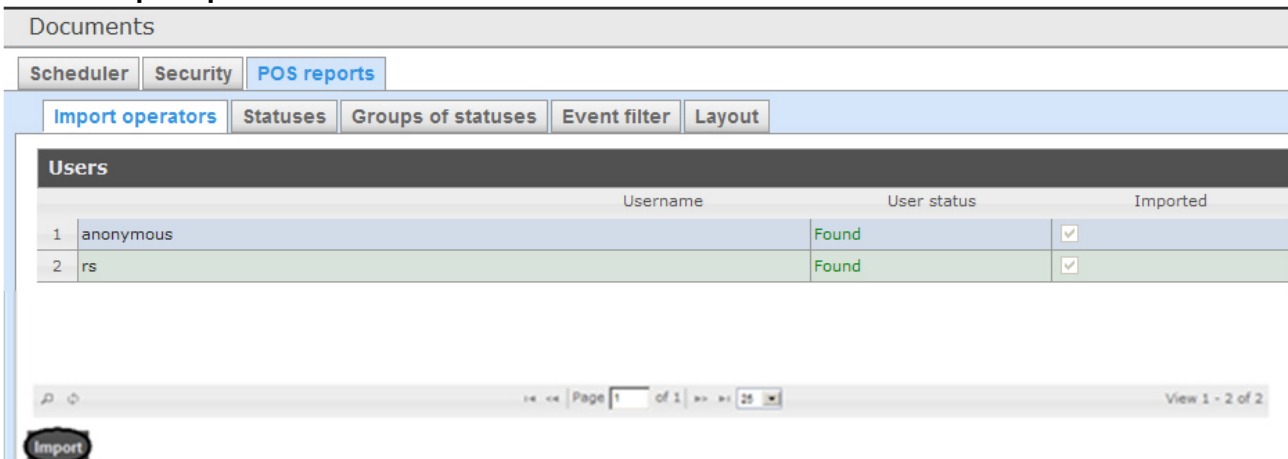 Documents
Scheduler Security POS reports
Import operators Statuses Groups of statuses Event filter Layout
Users
Username User status Imported
1 anonymous Found
2 rs Found
Page 1 of 1 25 View 1 - 2 of 2
Import